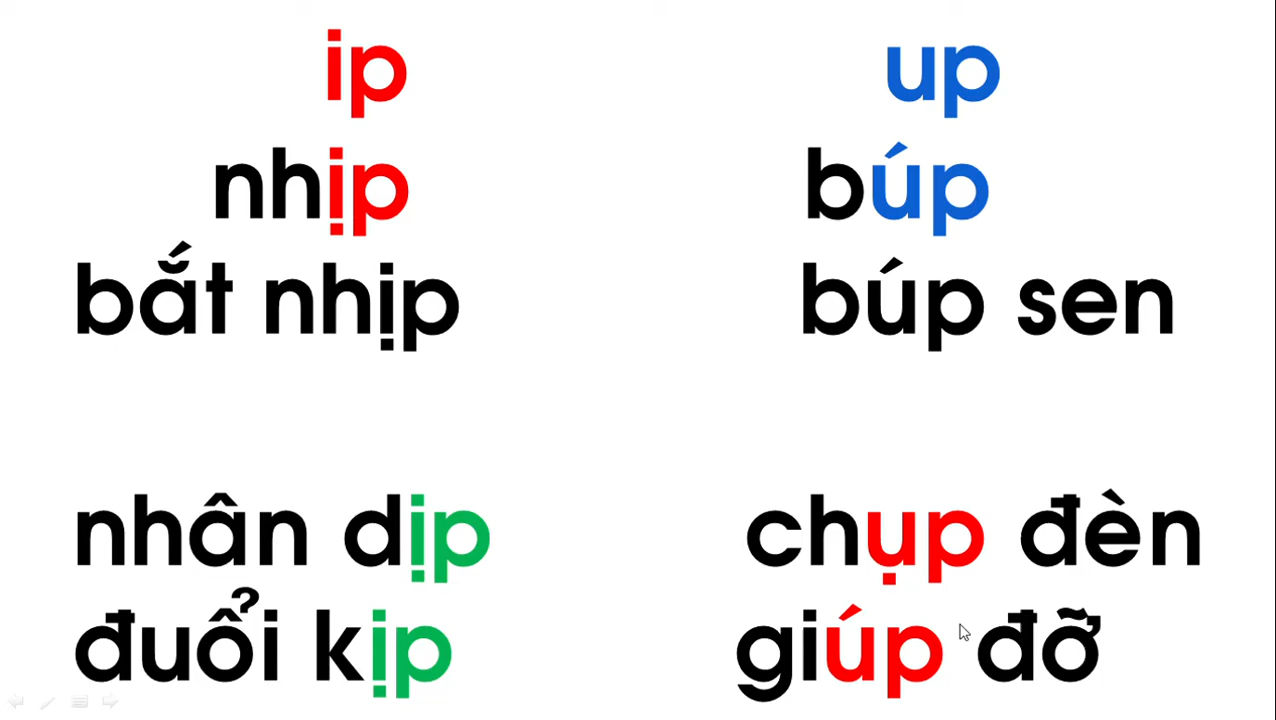 ip
nhịp
bắt nhịp
up
búp
búp sen
nhân dịp
đuổi kịp
chụp đèn
giúp đỡ